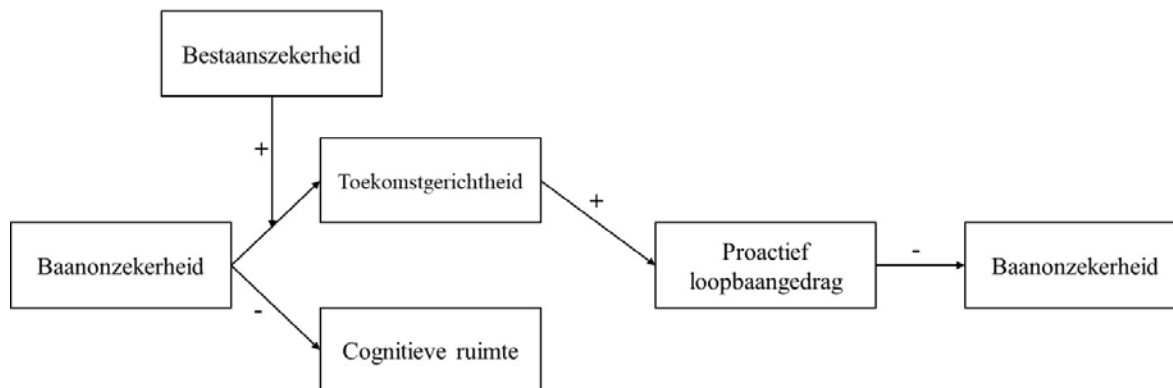 Bestaanszekerheid
+
Toekomstgerichtheid
+
Baanonzekerheid
Proactief
loopbaangedrag
-
Baanonzekerheid
-
Cognitieve ruimte